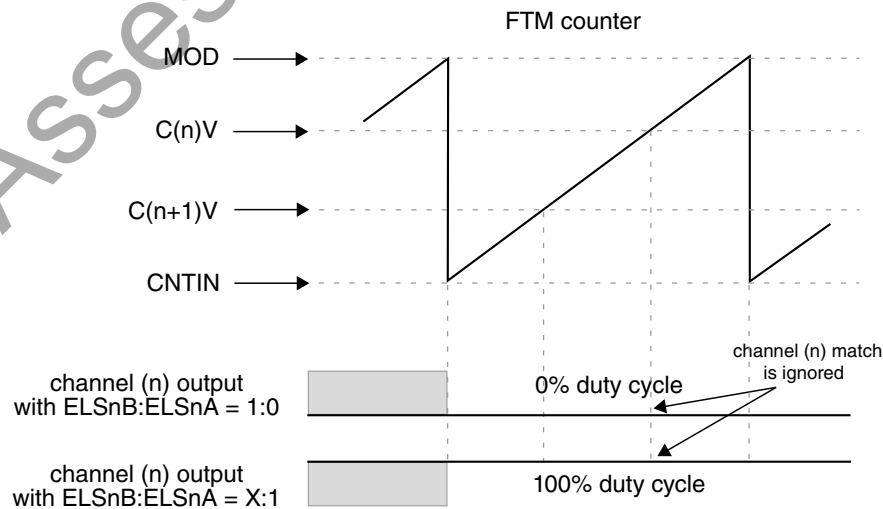 FTM counter
MOD
C(n)V
C(n+1)V
CNTIN
channel (n) match
is ignored
channel (n) output
with ELSnB:ELSnA = 1:0
0% duty cycle
channel (n) output
with ELSnB:ELSnA = X:1
100% duty cycle
Asses